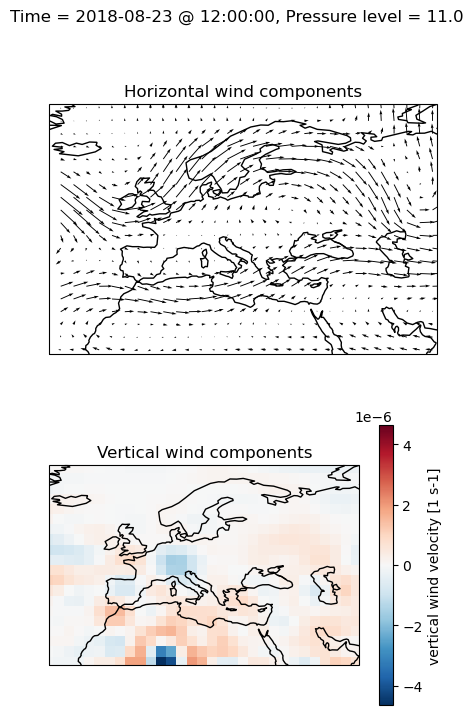 Time = 2018-08-23 @ 12:00:00, Pressure level = 11.0
Horizontal wind components
1e−6
Vertical wind components
4
2
0
−2
−4
vertical wind velocity [1 s-1]